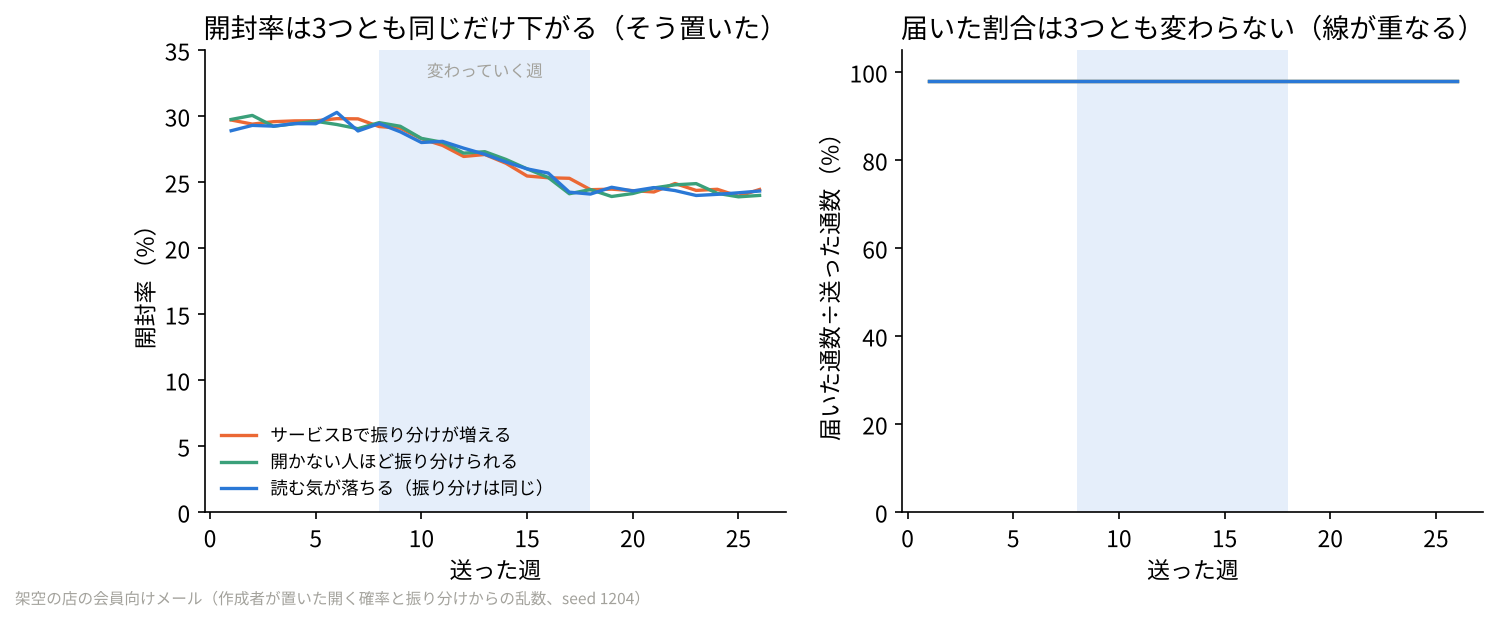 開封率は3つとも同じだけ下がる（そう置いた）
35
30
25
20
15
10
5
0
開封率（%）
変わっていく週
サービスBで振り分けが増える
開かない人ほど振り分けられる
読む気が落ちる（振り分けは同じ）
0 5 10 15 20 25
送った週
届いた割合は3つとも変わらない（線が重なる）
100
80
60
40
20
0
届いた通数÷送った通数（%）
0 5 10 15 20 25
送った週
架空の店の会員向けメール（作成者が置いた開く確率と振り分けからの乱数、seed 1204）